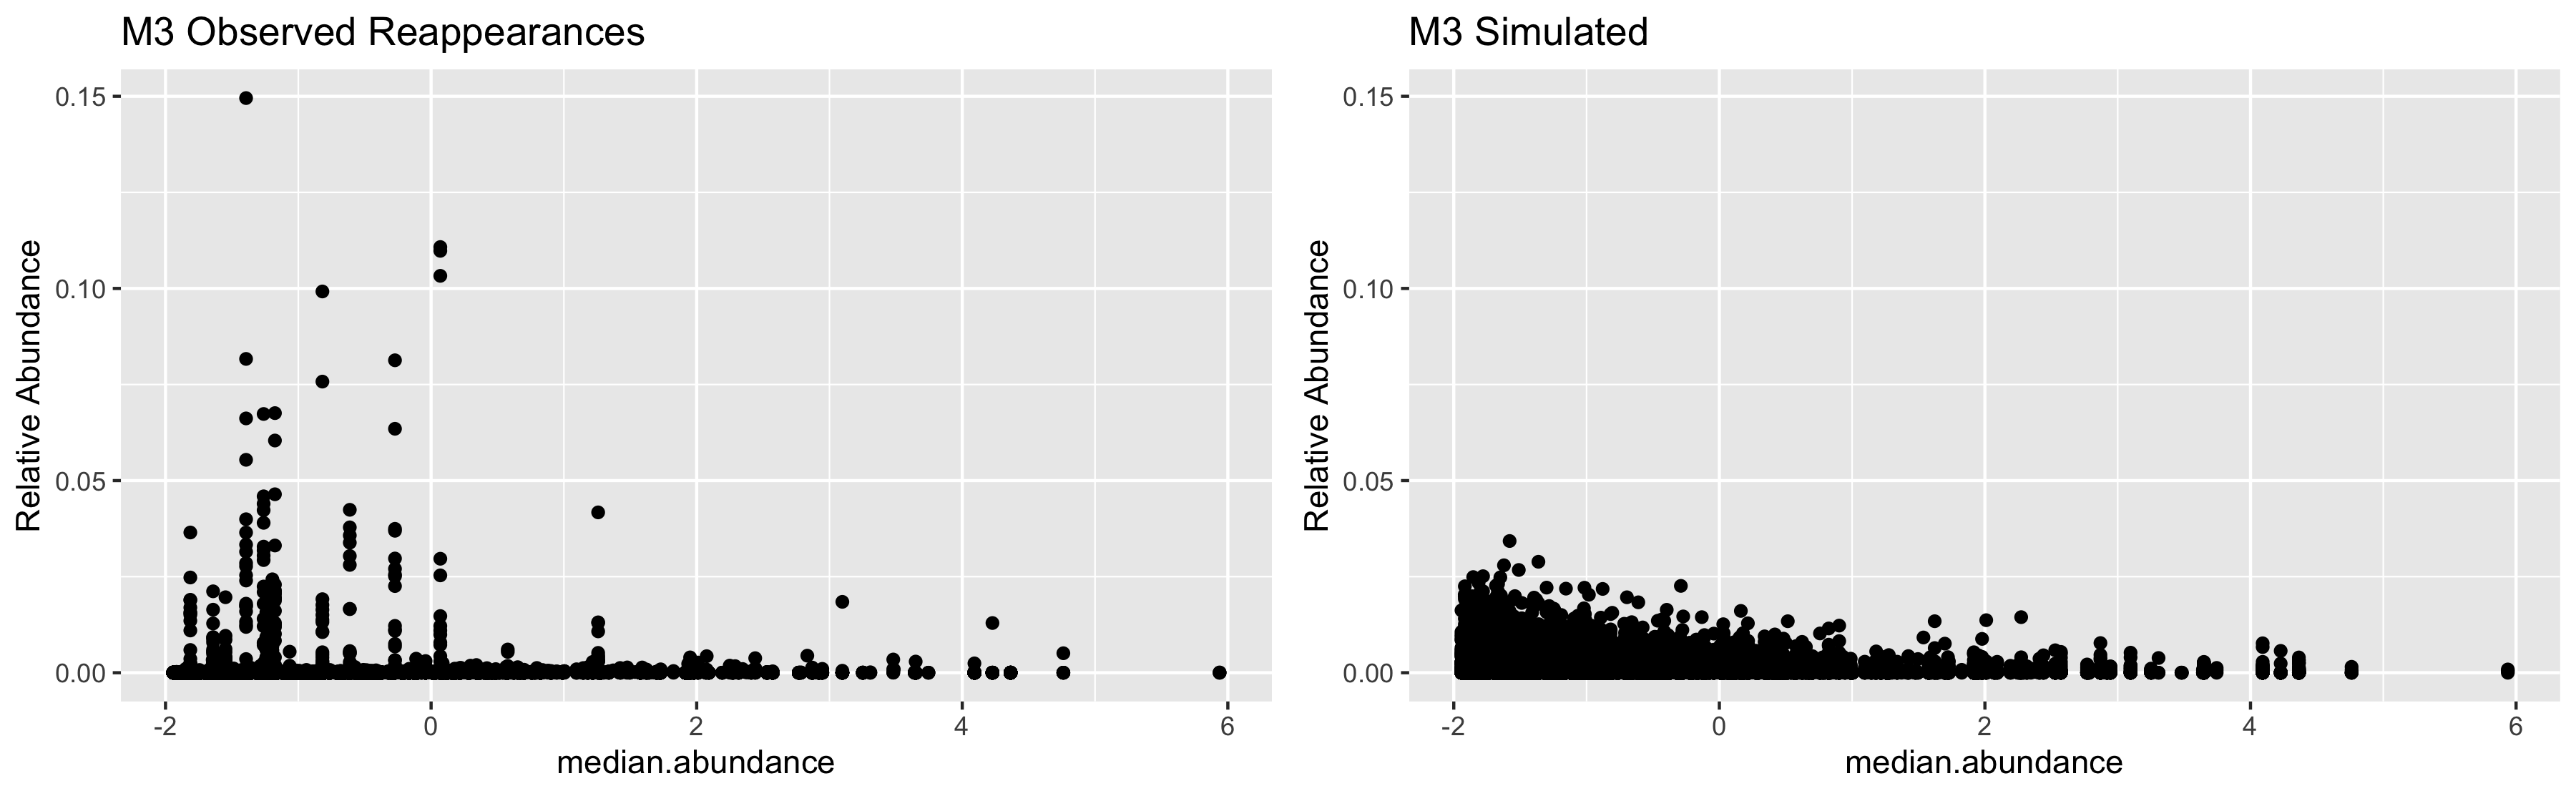 M3 Observed Reappearances
Relative Abundance
0.15
0.10
0.05
0.00
-2 0 2 4 6
median.abundance
M3 Simulated
Relative Abundance
0.15
0.10
0.05
0.00
-2 0 2 4 6
median.abundance